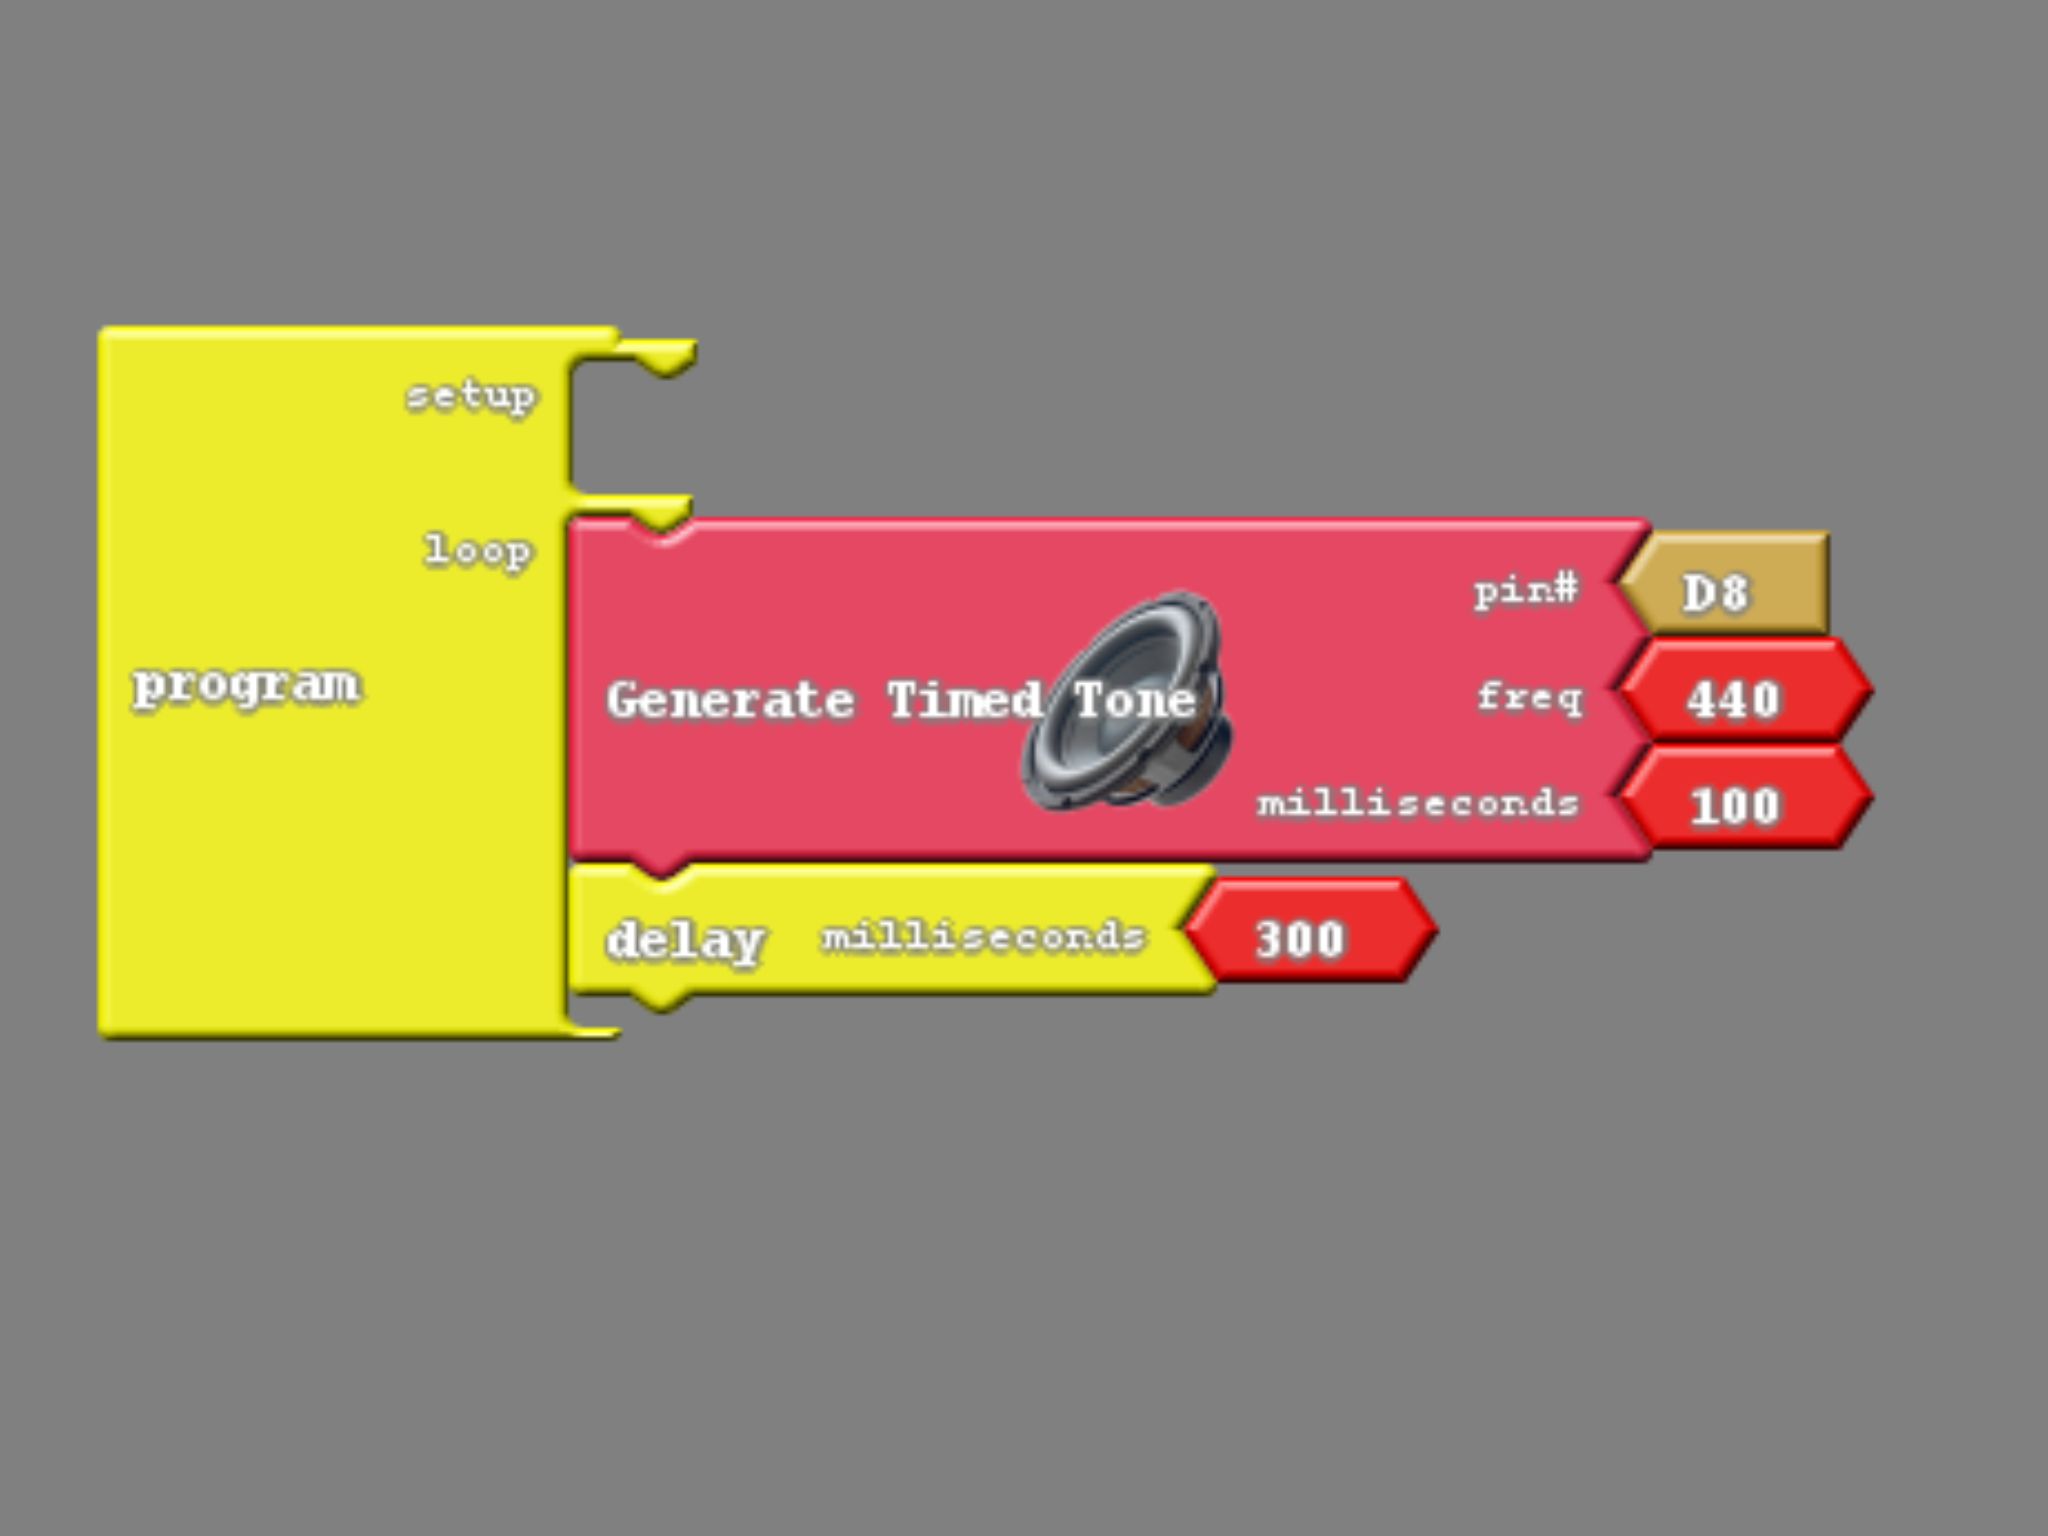 setup
loop
program
Generate Timed Tone
pin# D8
freq 440
milliseconds 100
delay milliseconds 300